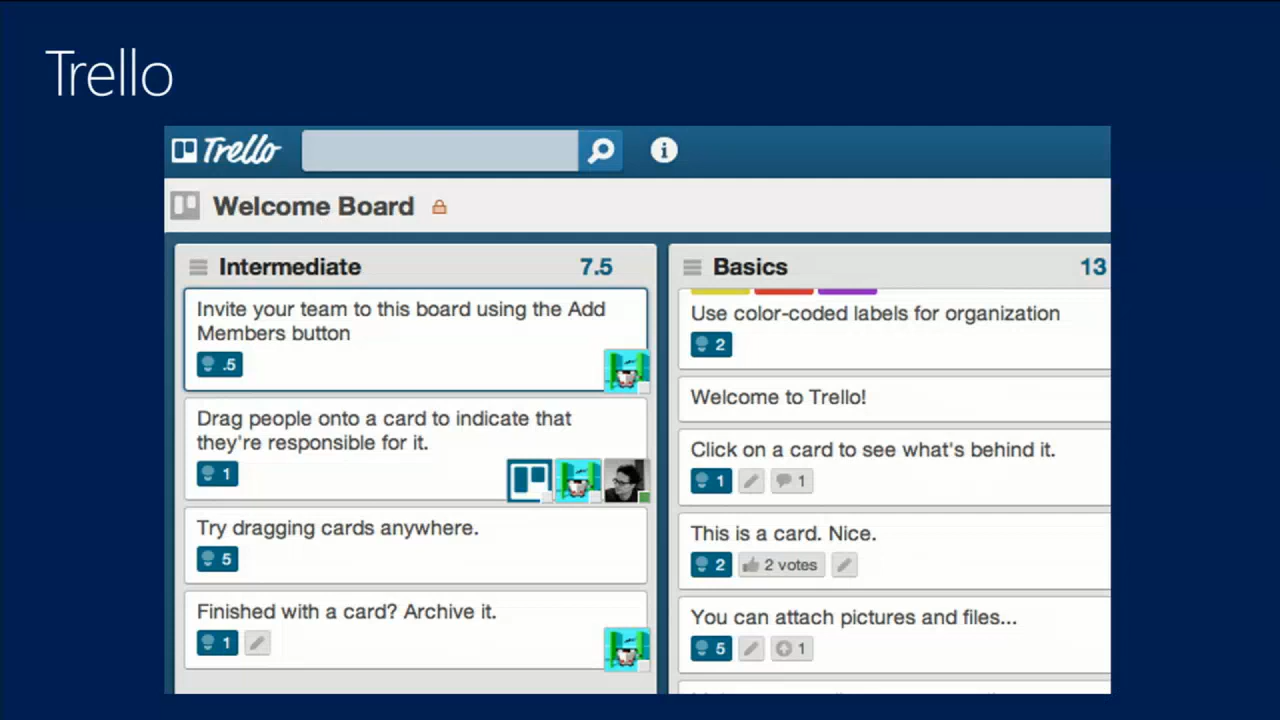 Trello
Trello
Welcome Board
Intermediate 7.5
Invite your team to this board using the Add
Members button
.5
Drag people onto a card to indicate that
they're responsible for it.
1
Try dragging cards anywhere.
5
Finished with a card? Archive it.
1
Basics 13
Use color-coded labels for organization
2
Welcome to Trello!
Click on a card to see what's behind it.
1 1
This is a card. Nice.
2 2 votes
You can attach pictures and files...
5 1